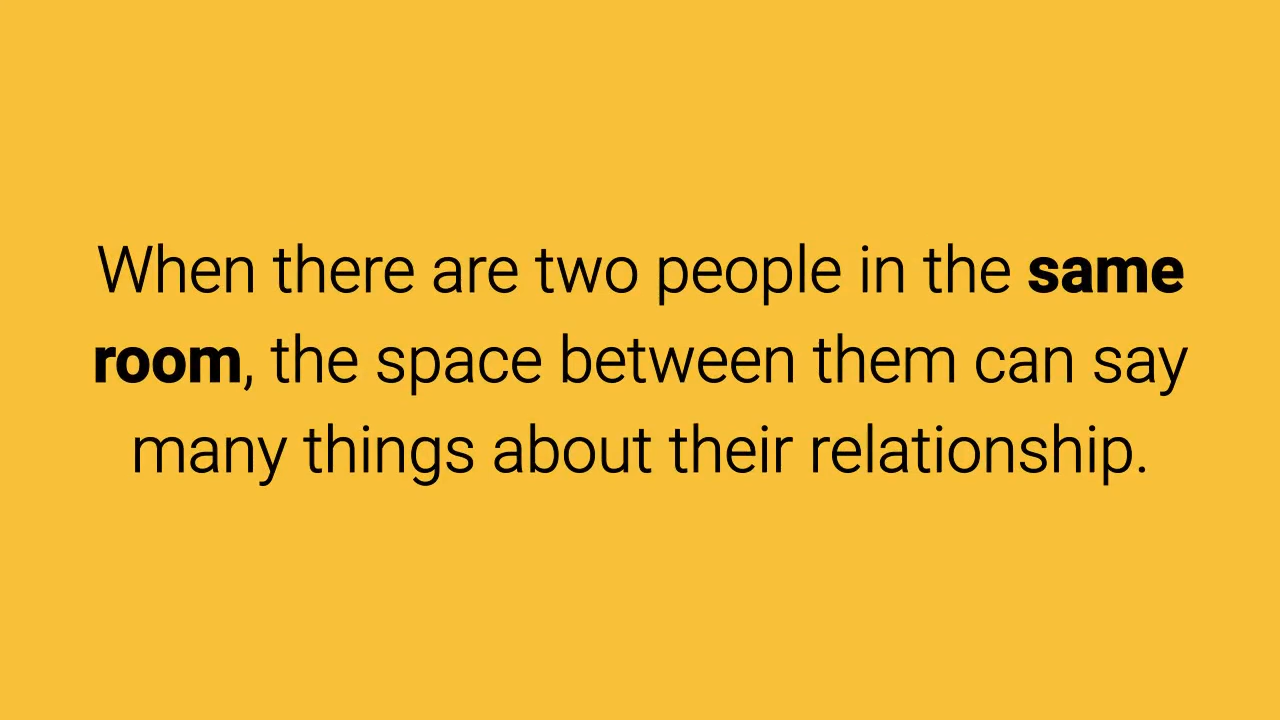 When there are two people in the same
room, the space between them can say
many things about their relationship.